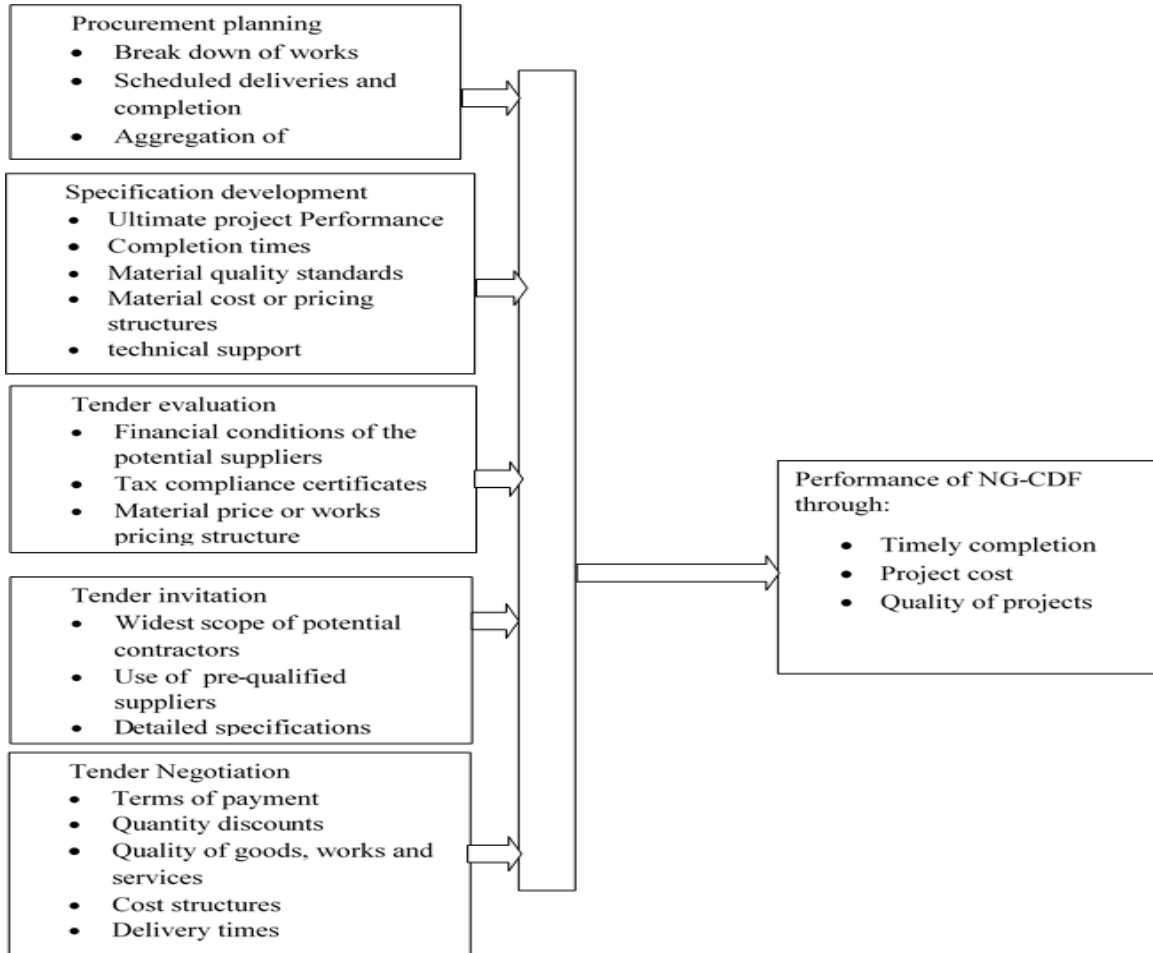 Procurement planning
• Break down of works
• Scheduled deliveries and
completion
• Aggregation of
Specification development
• Ultimate project Performance
• Completion times
• Material quality standards
• Material cost or pricing
structures
• technical support
Tender evaluation
• Financial conditions of the
potential suppliers
• Tax compliance certificates
• Material price or works
pricing structure
Tender invitation
• Widest scope of potential
contractors
• Use of pre-qualified
suppliers
• Detailed specifications
Tender Negotiation
• Terms of payment
• Quantity discounts
• Quality of goods, works and
services
• Cost structures
• Delivery times
Performance of NG-CDF
through:
• Timely completion
• Project cost
• Quality of projects